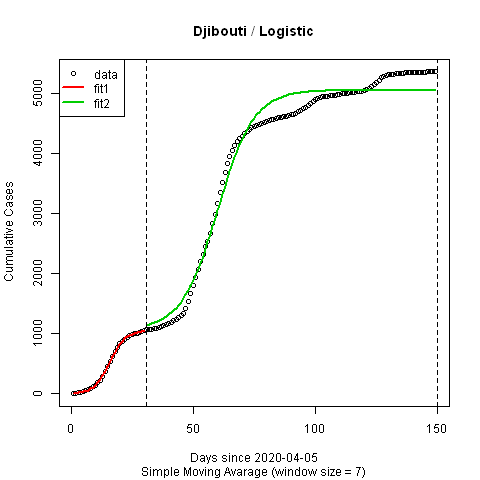 Djibouti / Logistic
data
fit1
fit2
Cumulative Cases
0
1000
2000
3000
4000
5000
0
50
100
150
Days since 2020-04-05
Simple Moving Avarage (window size = 7)